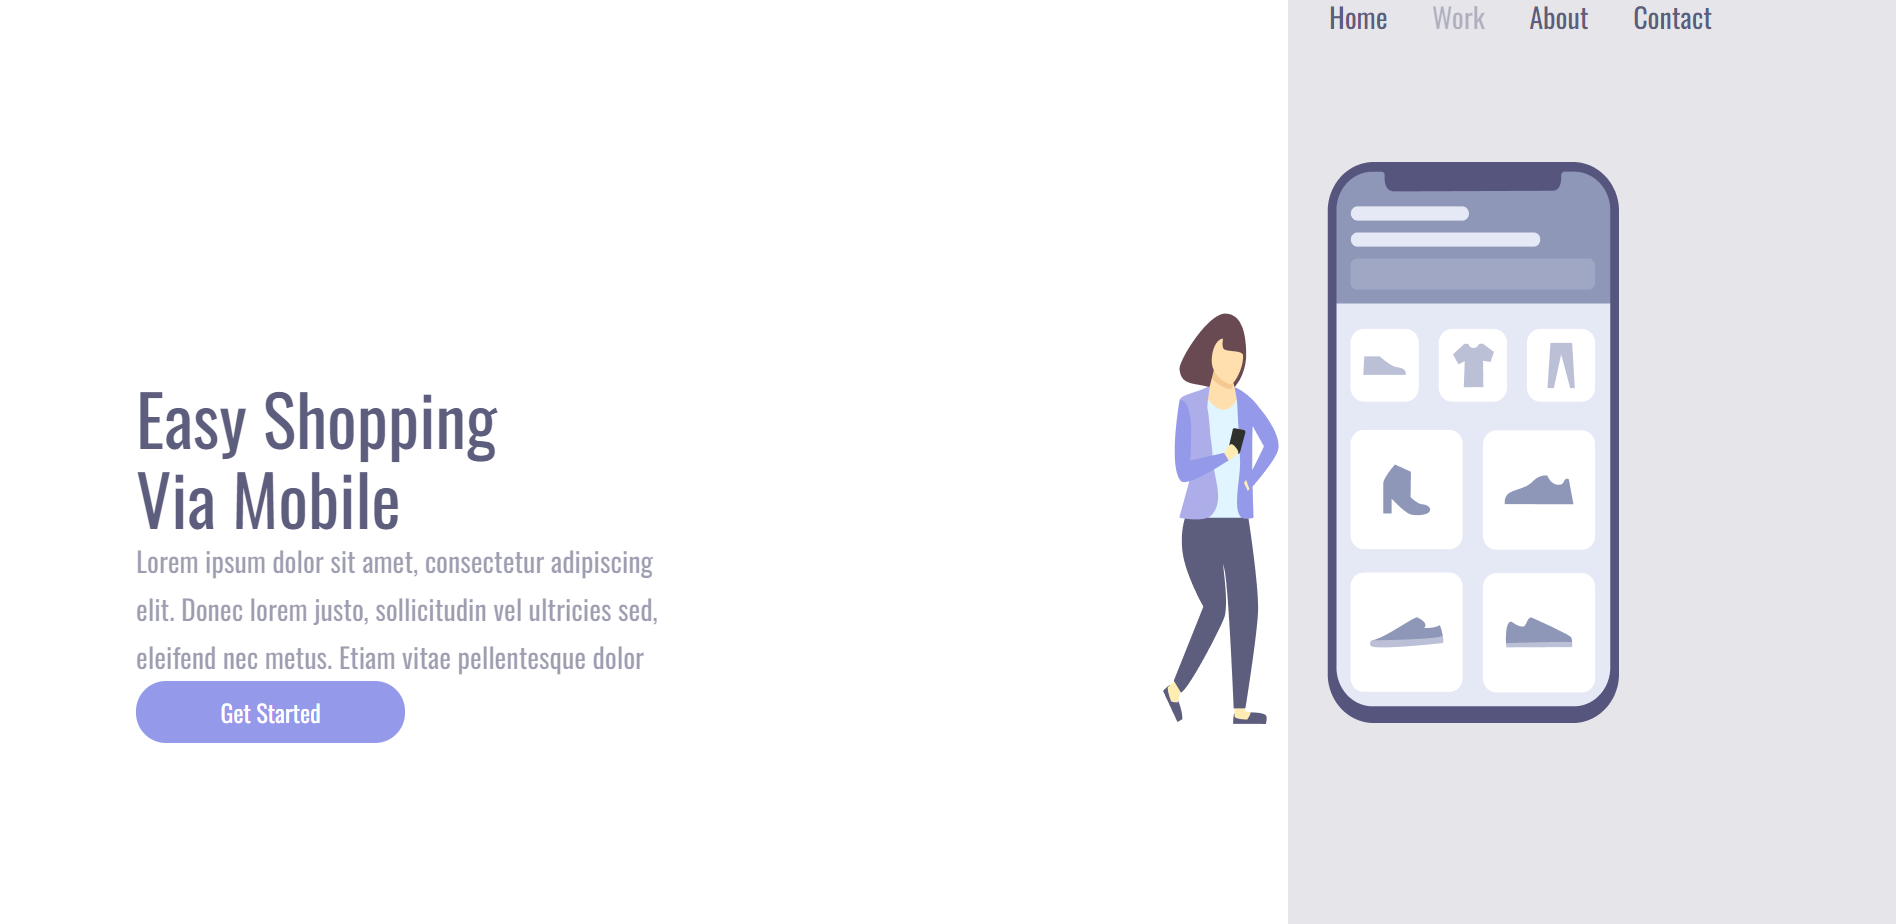 Home Work About Contact
Easy Shopping
Via Mobile
Lorem ipsum dolor sit amet, consectetur adipiscing
elit. Donec lorem justo, sollicitudin vel ultricies sed,
eleifend nec metus. Etiam vitae pellentesque dolor
Get Started